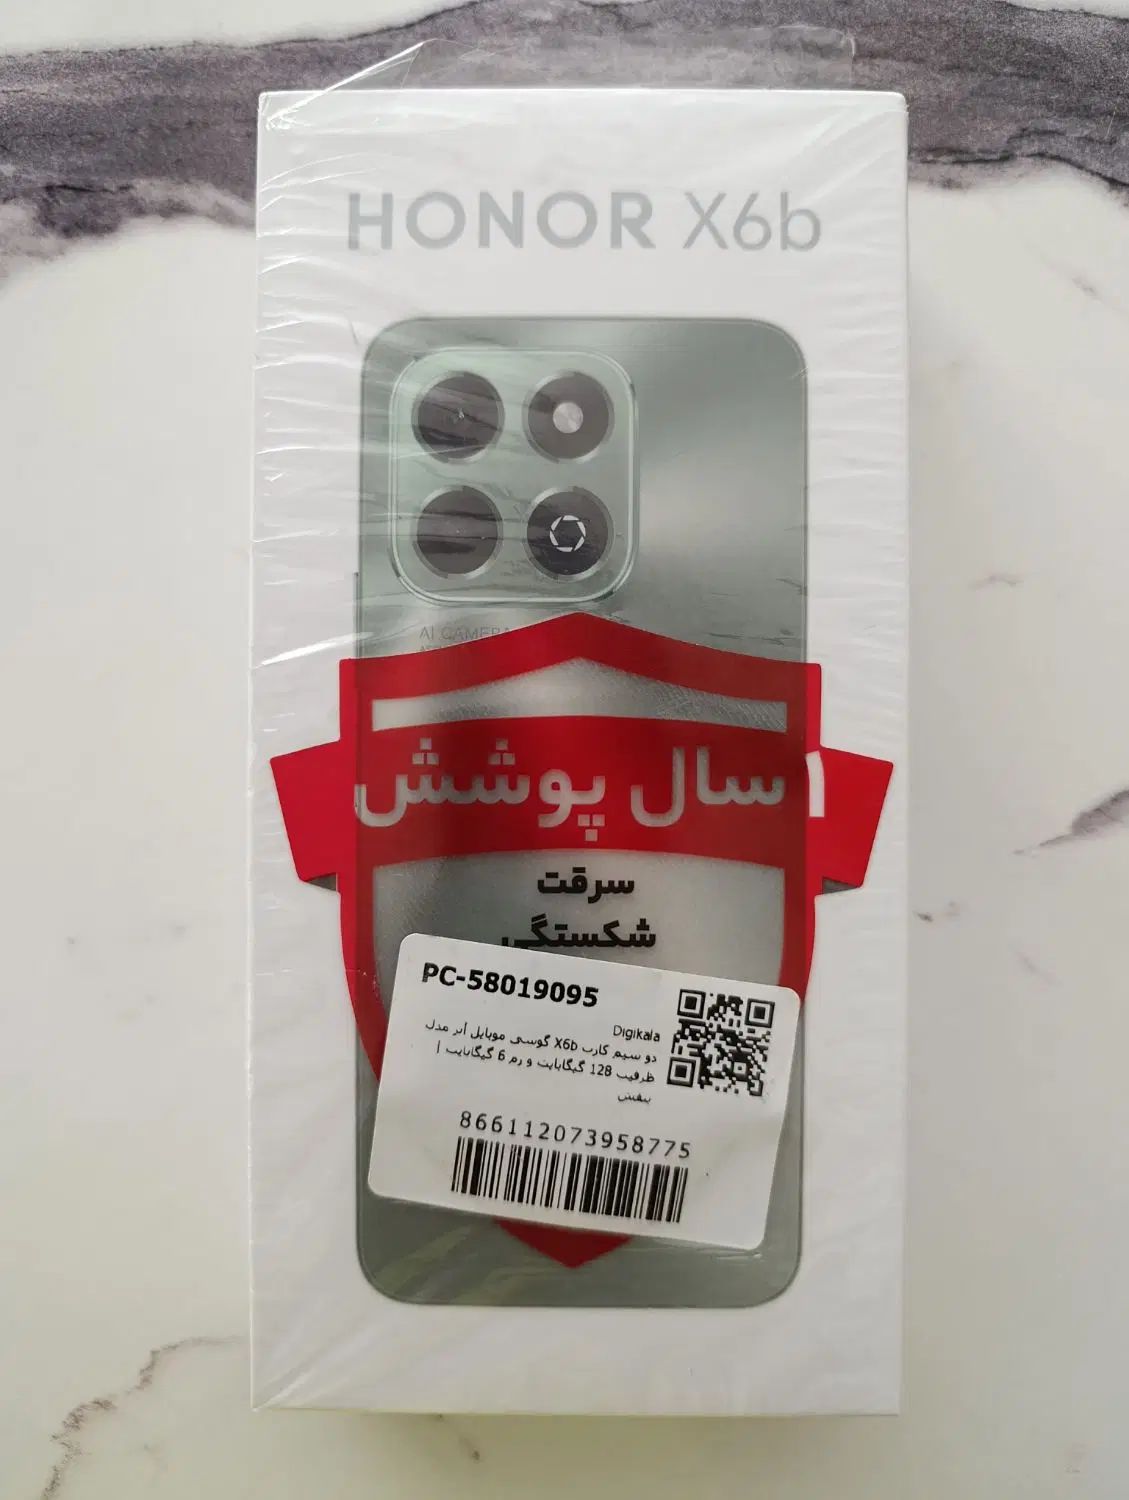 HONOR X6b
AI CAMERA
۱ سال پوشش
سرقت
شکستگی
PC-58019095
Digikala
گوشی موبایل آنر مدل X6b دو سیم کارت
ظرفیت 128 گیگابایت و رم 6 گیگابایت |
بنفش
866112073958775